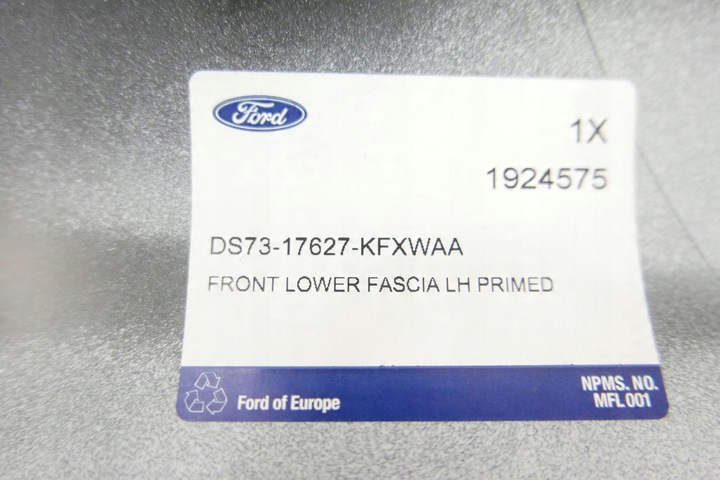 Ford
1X
1924575
DS73-17627-KFXWAA
FRONT LOWER FASCIA LH PRIMED
Ford of Europe
NPMS. NO.
MFL 001